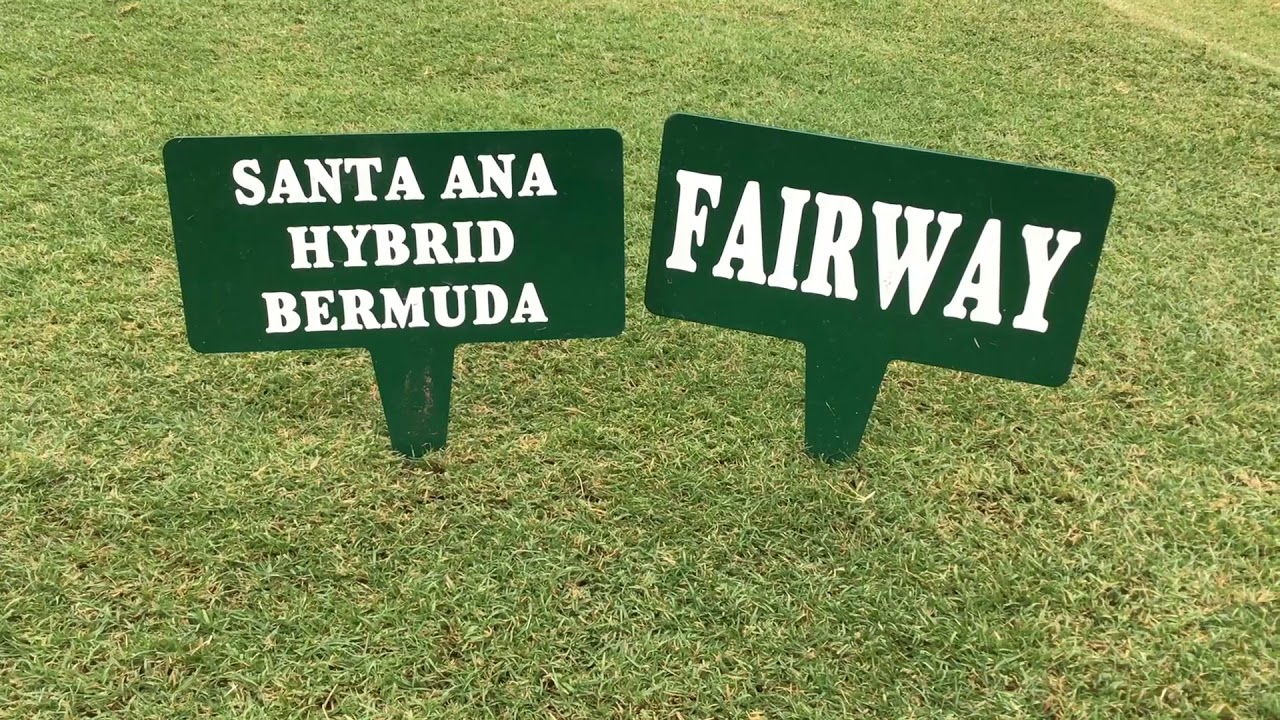 SANTA ANA
HYBRID
BERMUDA
FAIRWAY